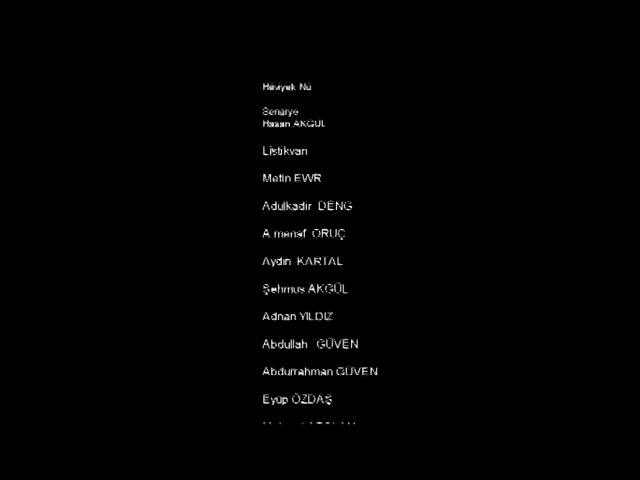 Hêvîyek Nû
Senaryo
Hasan AKGÜL
Lîstikvan
Metin EWR
Adulkadir DENG
A.menaf ORUÇ
Aydın KARTAL
Şehmus AKGÜL
Adnan YILDIZ
Abdullah GÜVEN
Abdurrahman GÜVEN
Eyüp ÖZDAŞ